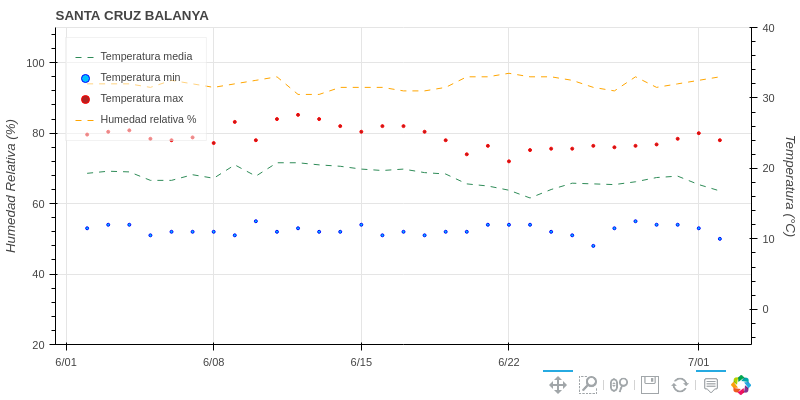 SANTA CRUZ BALANYA
Temperatura media
Temperatura min
Temperatura max
Humedad relativa %
Humedad Relativa (%)
100
80
60
40
20
40
30
20
10
0
Temperatura (°C)
6/01
6/08
6/15
6/22
7/01